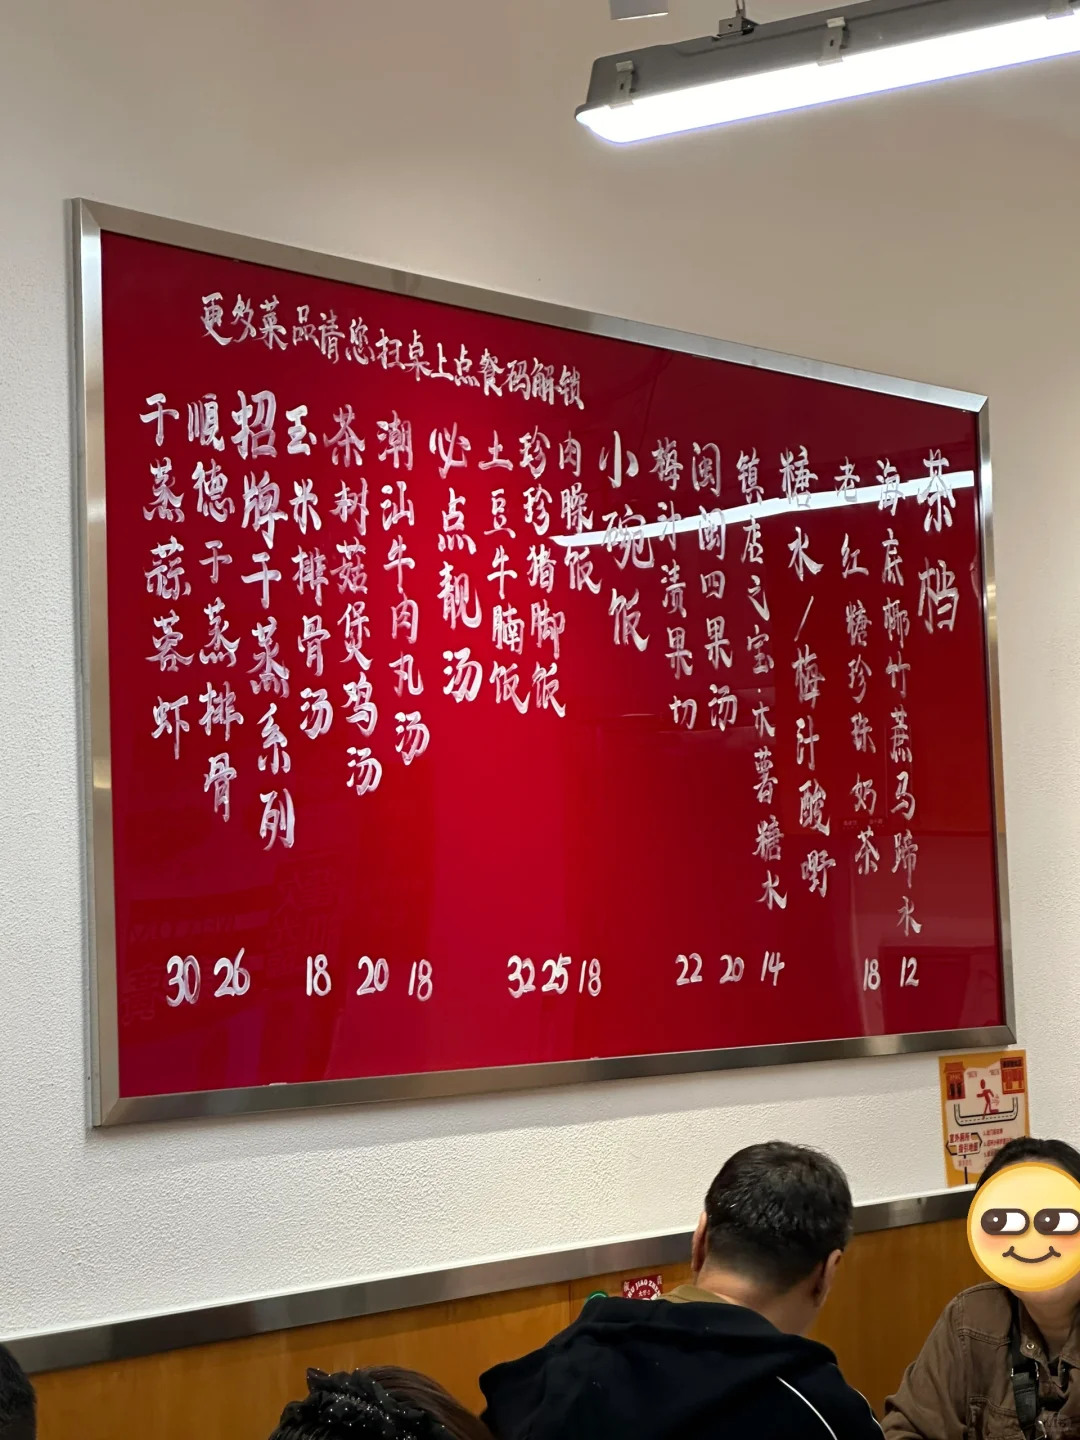 更多菜品请您扫桌上点餐码解锁
茶档
海底椰竹蔗马蹄水 12
老红糖珍珠奶茶 18
糖水/梅汁酸嘢
镇店之宝·木薯糖水 14
闽闽四果汤 20
梅汁渍果切 22
小碗饭
肉臊饭 18
珍珍猪脚饭 25
土豆牛腩饭 32
必点靓汤
潮汕牛肉丸汤 18
茶树菇煲鸡汤 20
玉米排骨汤 18
招牌干蒸系列
顺德干蒸排骨 26
干蒸蒜蓉虾 30